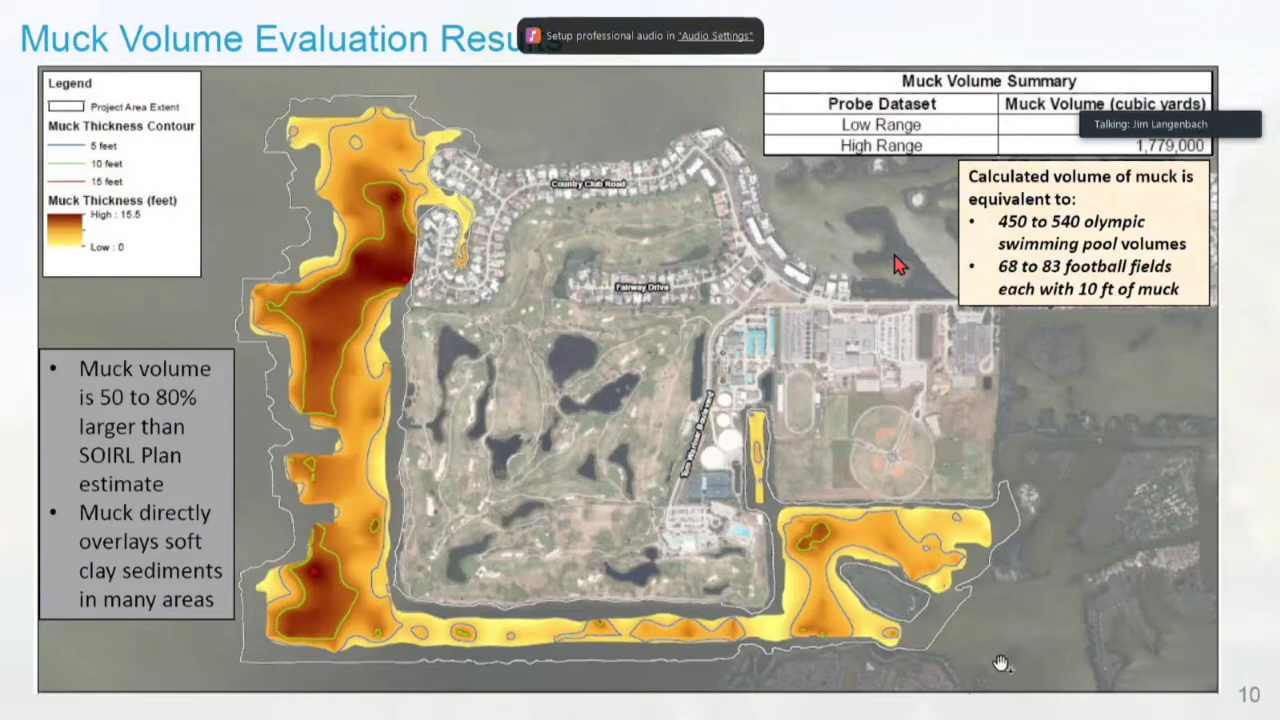 Muck Volume Evaluation Results
Setup professional audio in "Audio Settings"
Legend
Project Area Extent
Muck Thickness Contour
5 feet
10 feet
15 feet
Muck Thickness (feet)
High : 15.5
Low : 0
Muck Volume Summary
Probe Dataset Muck Volume (cubic yards)
Low Range
Talking: Jim Langenbach
High Range 1,779,000
Calculated volume of muck is
equivalent to:
• 450 to 540 olympic
swimming pool volumes
• 68 to 83 football fields
each with 10 ft of muck
Country Club Road
Fairway Drive
Tom Warriner Boulevard
• Muck volume
is 50 to 80%
larger than
SOIRL Plan
estimate
• Muck directly
overlays soft
clay sediments
in many areas
10